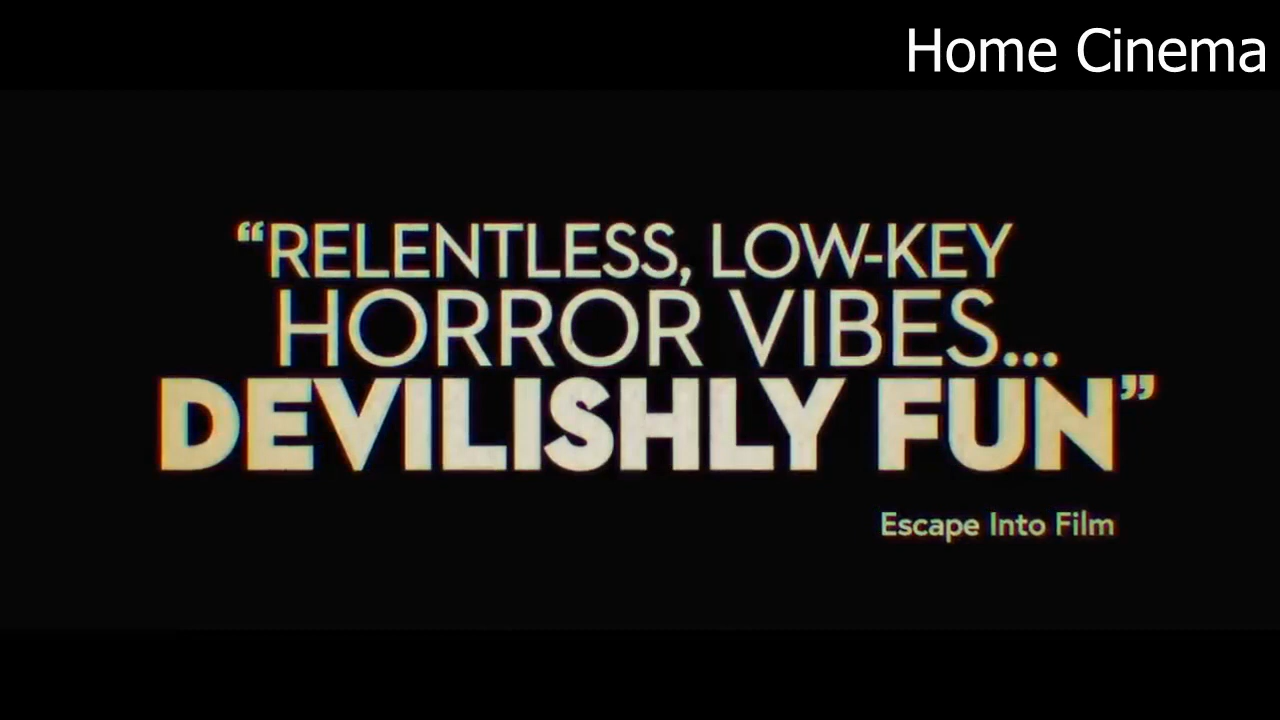 Home Cinema
“RELENTLESS, LOW-KEY
HORROR VIBES...
DEVILISHLY FUN”
Escape Into Film